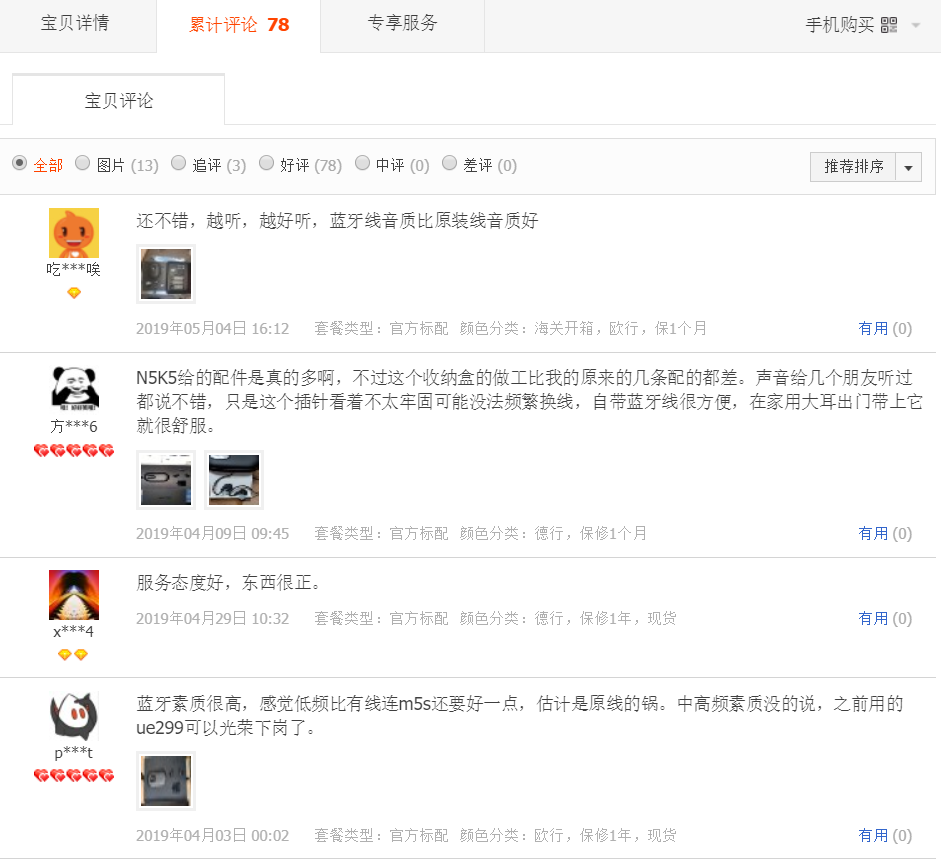 宝贝详情 累计评论 78 专享服务 手机购买
宝贝评论
全部 图片 (13) 追评 (3) 好评 (78) 中评 (0) 差评 (0) 推荐排序
还不错，越听，越好听，蓝牙线音质比原装线音质好
吃***唉
2019年05月04日 16:12 套餐类型：官方标配 颜色分类：海关开箱，欧行，保1个月 有用 (0)
N5K5给的配件是真的多啊，不过这个收纳盒的做工比我的原来的几条配的都差。声音给几个朋友听过
都说不错，只是这个插针看着不太牢固可能没法频繁换线，自带蓝牙线很方便，在家用大耳出门带上它
就很舒服。
方***6
2019年04月09日 09:45 套餐类型：官方标配 颜色分类：德行，保修1个月 有用 (0)
服务态度好，东西很正。
x***4
2019年04月29日 10:32 套餐类型：官方标配 颜色分类：德行，保修1年，现货 有用 (0)
蓝牙素质很高，感觉低频比有线连m5s还要好一点，估计是原线的锅。中高频素质没的说，之前用的
ue299可以光荣下岗了。
p***t
2019年04月03日 00:02 套餐类型：官方标配 颜色分类：欧行，保修1年，现货 有用 (0)